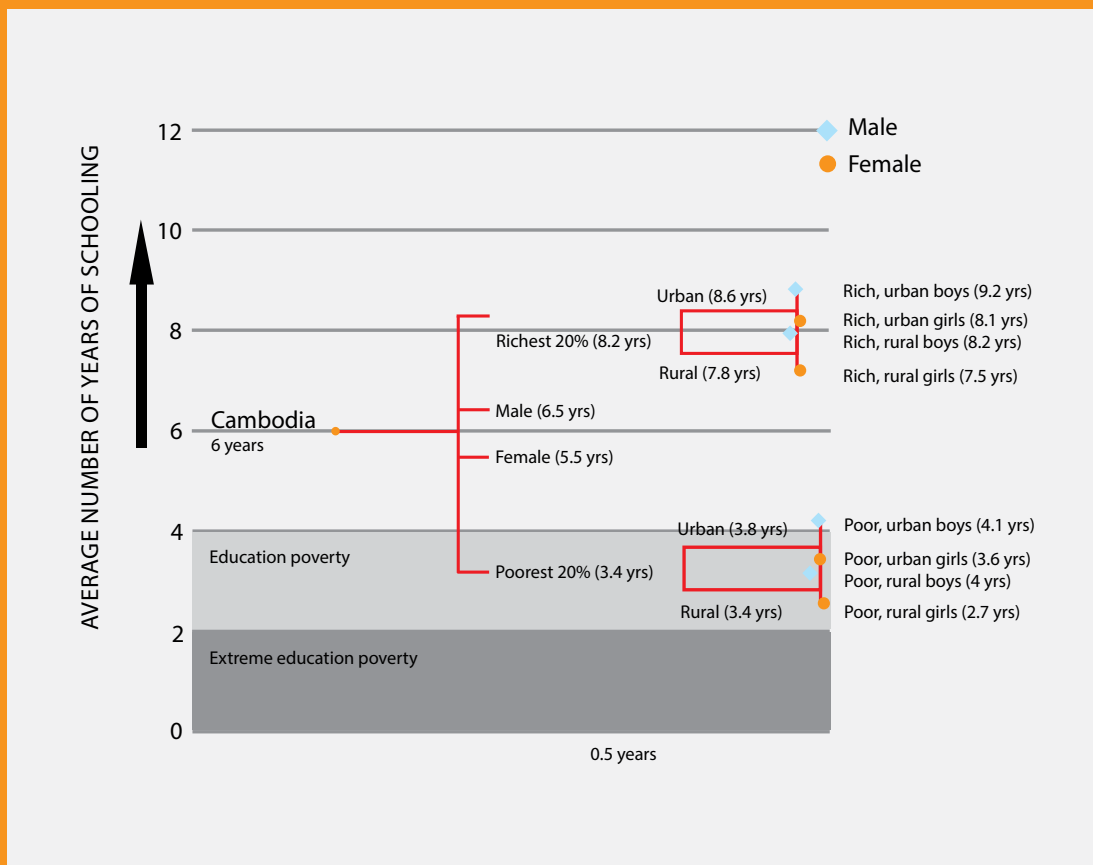 AVERAGE NUMBER OF YEARS OF SCHOOLING
12
10
8
6
4
2
0
Male
Female
Cambodia
6 years
Richest 20% (8.2 yrs)
Male (6.5 yrs)
Female (5.5 yrs)
Poorest 20% (3.4 yrs)
Urban (8.6 yrs)
Rural (7.8 yrs)
Rich, urban boys (9.2 yrs)
Rich, urban girls (8.1 yrs)
Rich, rural boys (8.2 yrs)
Rich, rural girls (7.5 yrs)
Urban (3.8 yrs)
Rural (3.4 yrs)
Poor, urban boys (4.1 yrs)
Poor, urban girls (3.6 yrs)
Poor, rural boys (4 yrs)
Poor, rural girls (2.7 yrs)
Education poverty
Extreme education poverty
0.5 years